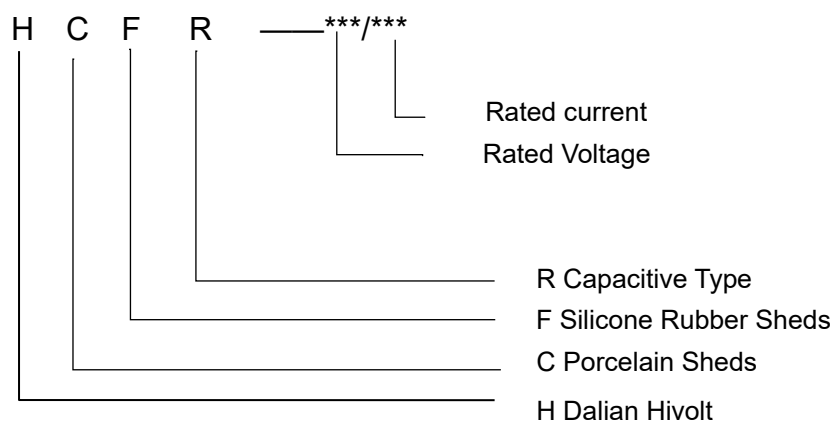 H C F R ——***/***
Rated current
Rated Voltage
R Capacitive Type
F Silicone Rubber Sheds
C Porcelain Sheds
H Dalian Hivolt